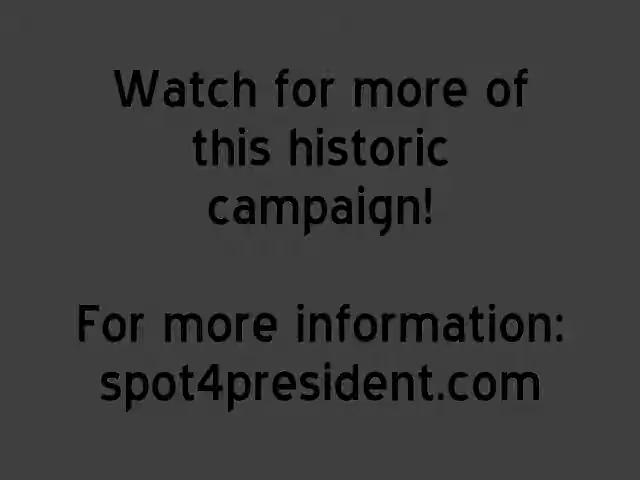 Watch for more of
this historic
campaign!
For more information:
spot4president.com